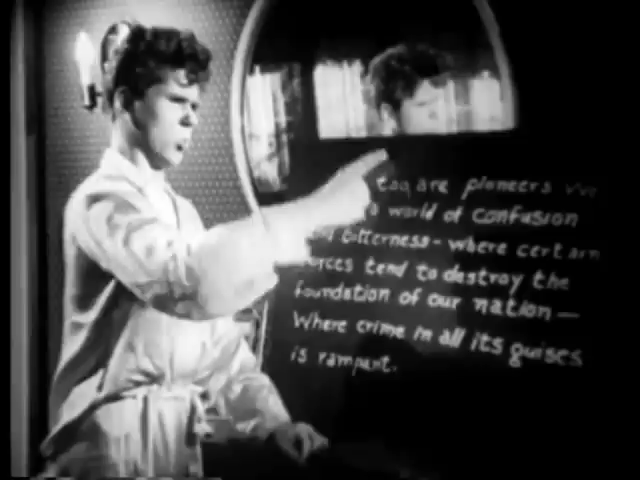 are pioneers
world of confusion
bitterness - where certain
forces tend to destroy the
foundation of our nation —
Where crime in all its guises
is rampant.